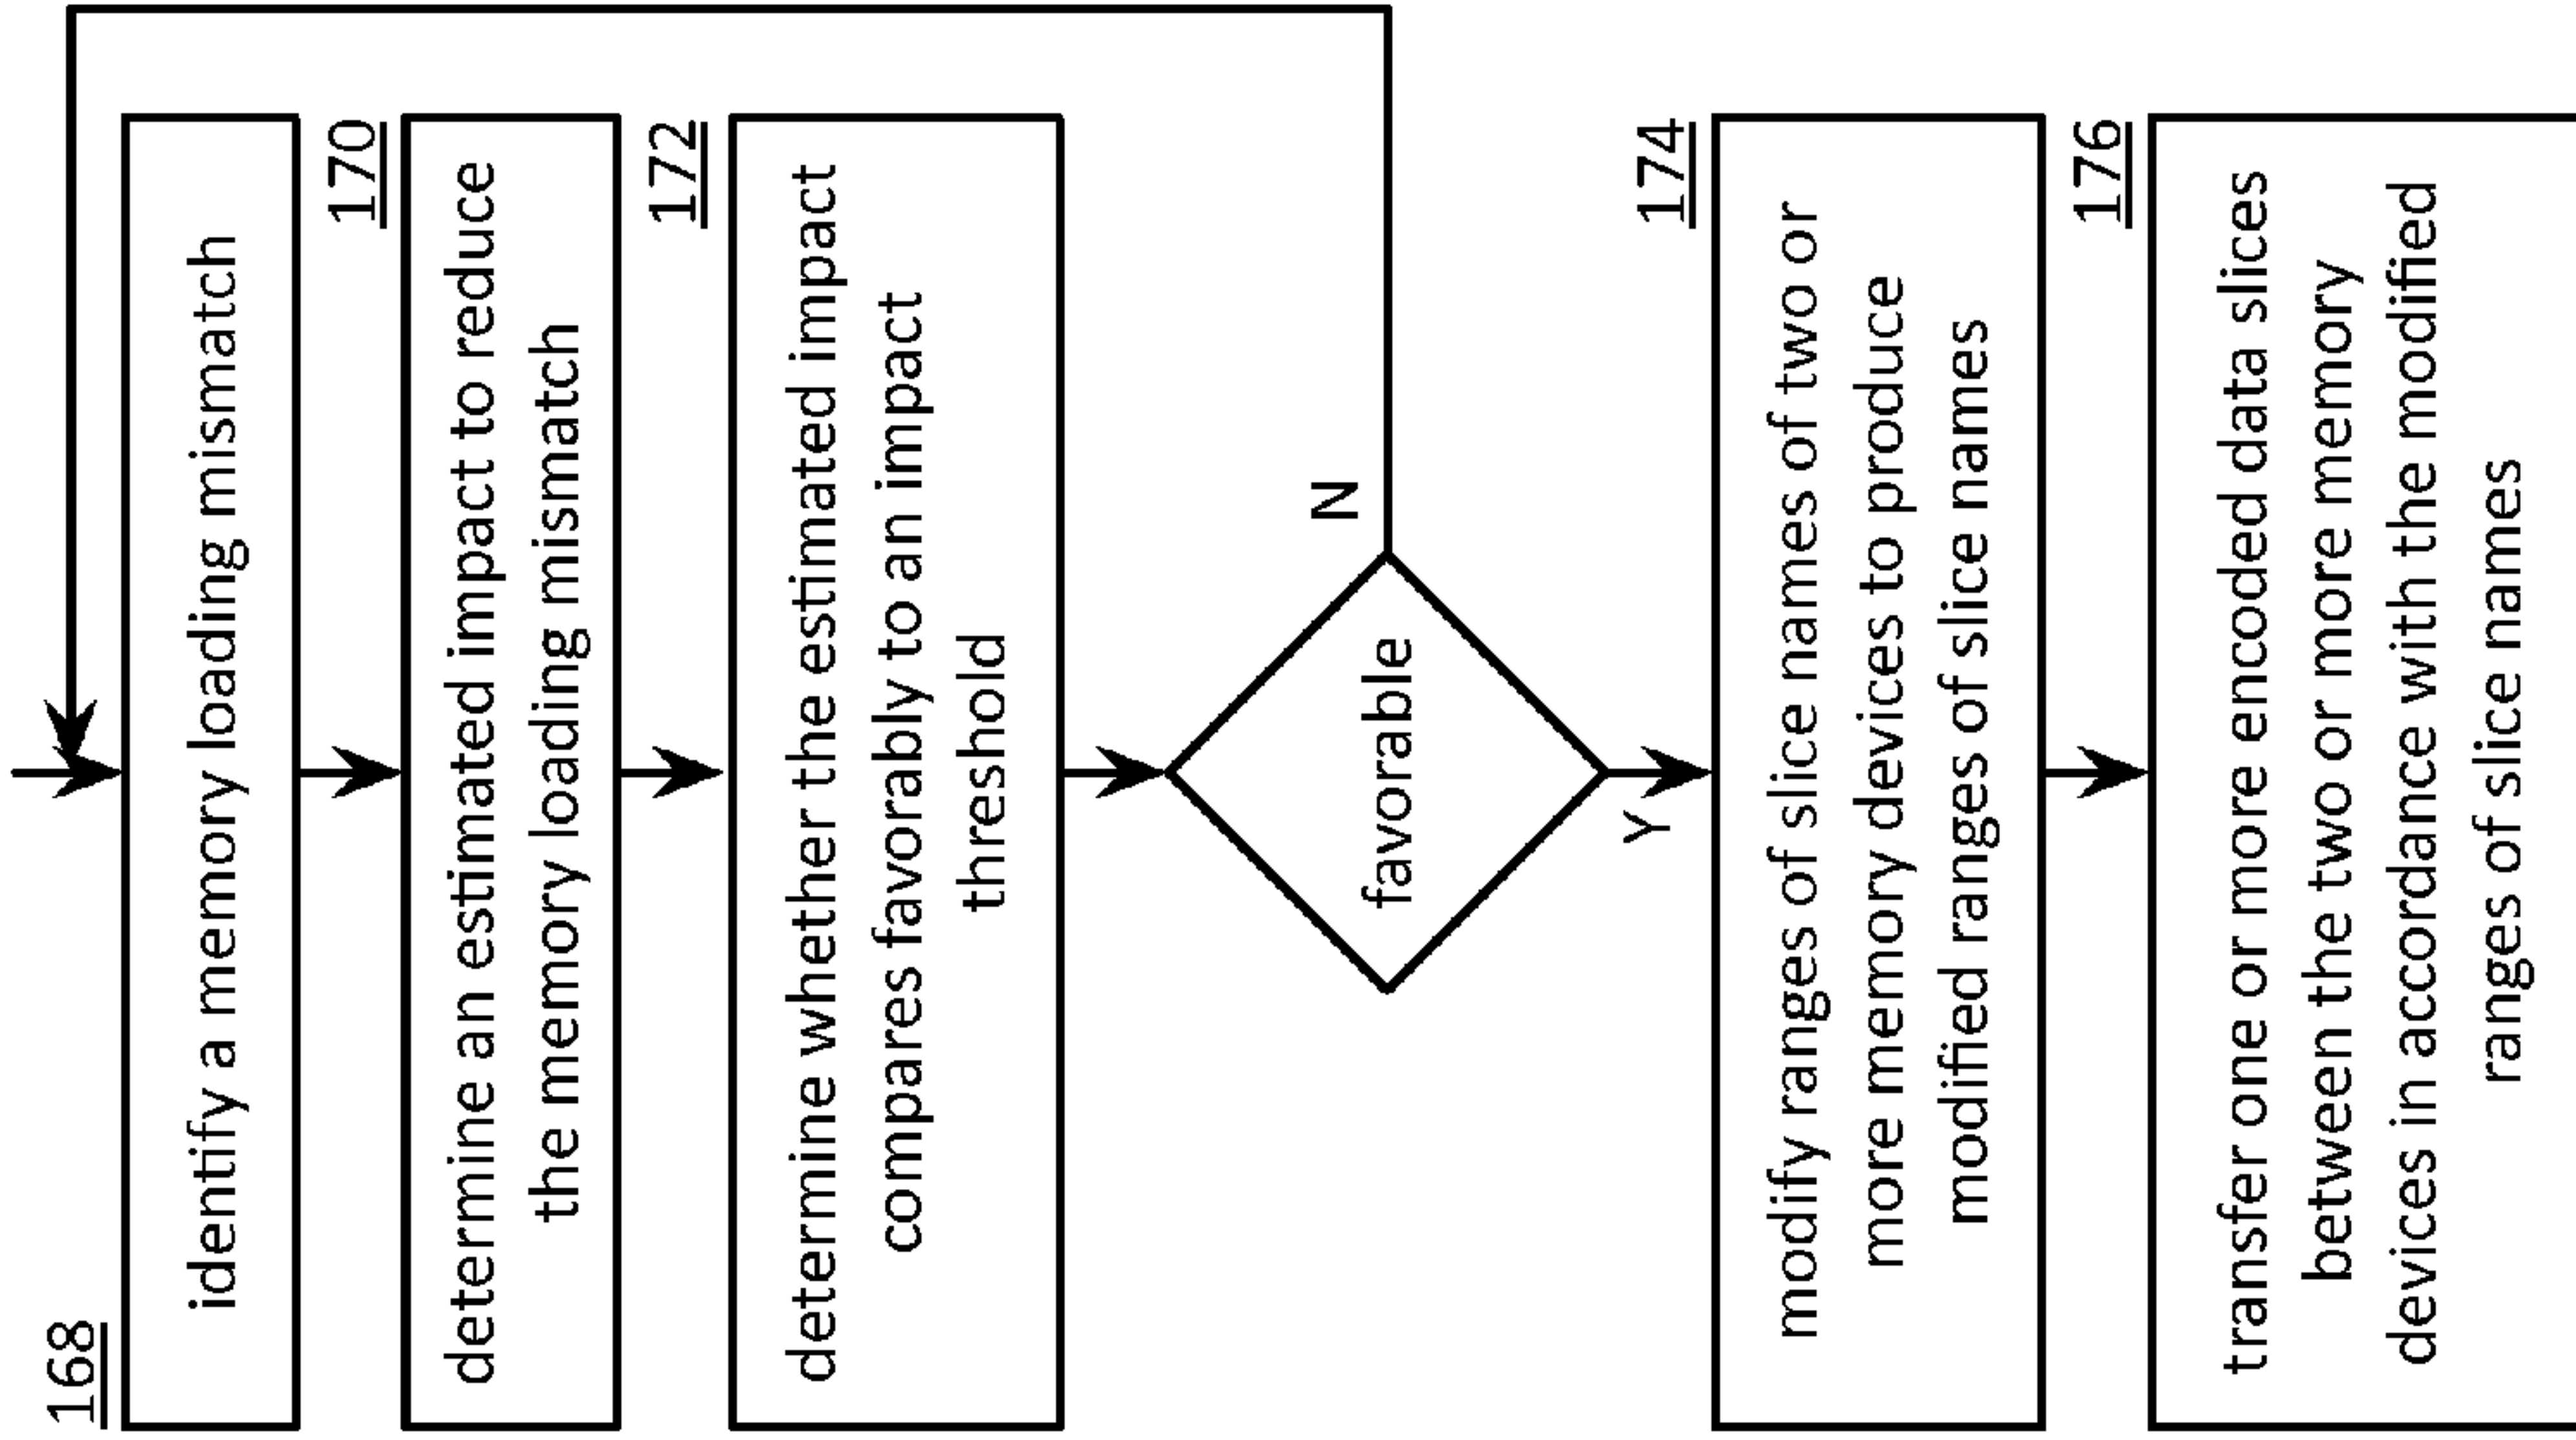 168
identify a memory loading mismatch
170
determine an estimated impact to reduce
the memory loading mismatch
172
determine whether the estimated impact
compares favorably to an impact
threshold
favorable
N
Y
174
modify ranges of slice names of two or
more memory devices to produce
modified ranges of slice names
176
transfer one or more encoded data slices
between the two or more memory
devices in accordance with the modified
ranges of slice names